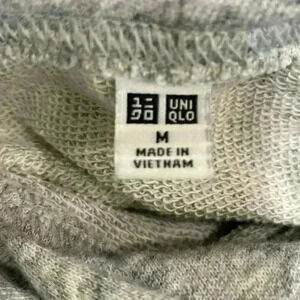 ユニ UNI
クロ QLO
M
MADE IN
VIETNAM